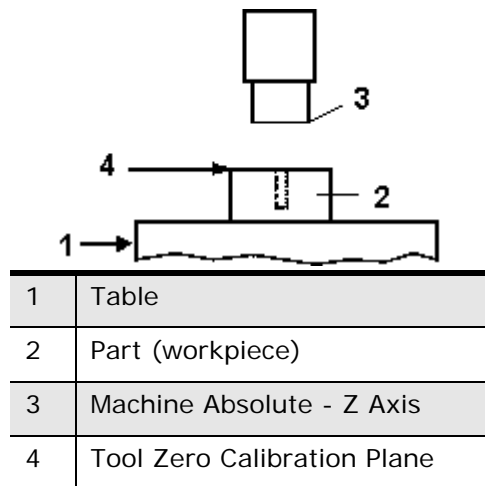 3
4
2
1
1 Table
2 Part (workpiece)
3 Machine Absolute - Z Axis
4 Tool Zero Calibration Plane